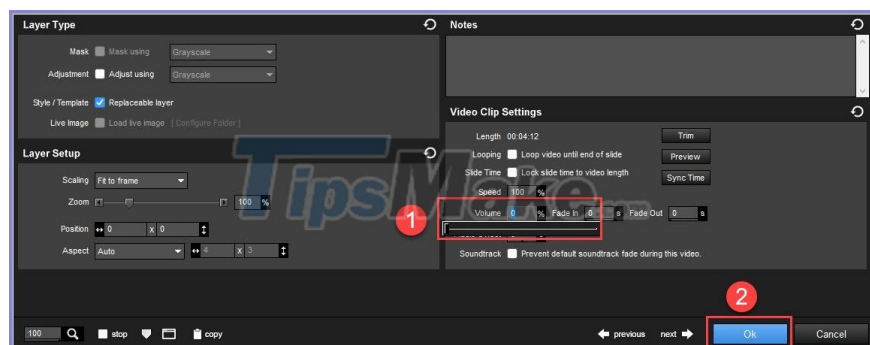 Layer Type
Mask Mask using Grayscale
Adjustment Adjust using Grayscale
Style / Template Replaceable layer
Live Image Load live image [ Configure Folder ]
Layer Setup
Scaling Fit to frame
Zoom 100 %
Position 0 X 0
Aspect Auto 4 X 3
Notes
Video Clip Settings
Length 00:04:12 Trim
Looping Loop video until end of slide Preview
Slide Time Lock slide time to video length Sync Time
Speed 100 %
Volume 0 % Fade In 0 s Fade Out 0 s
1
Soundtrack Prevent default soundtrack fade during this video.
TipsMake.com
2
100 stop copy previous next Ok Cancel